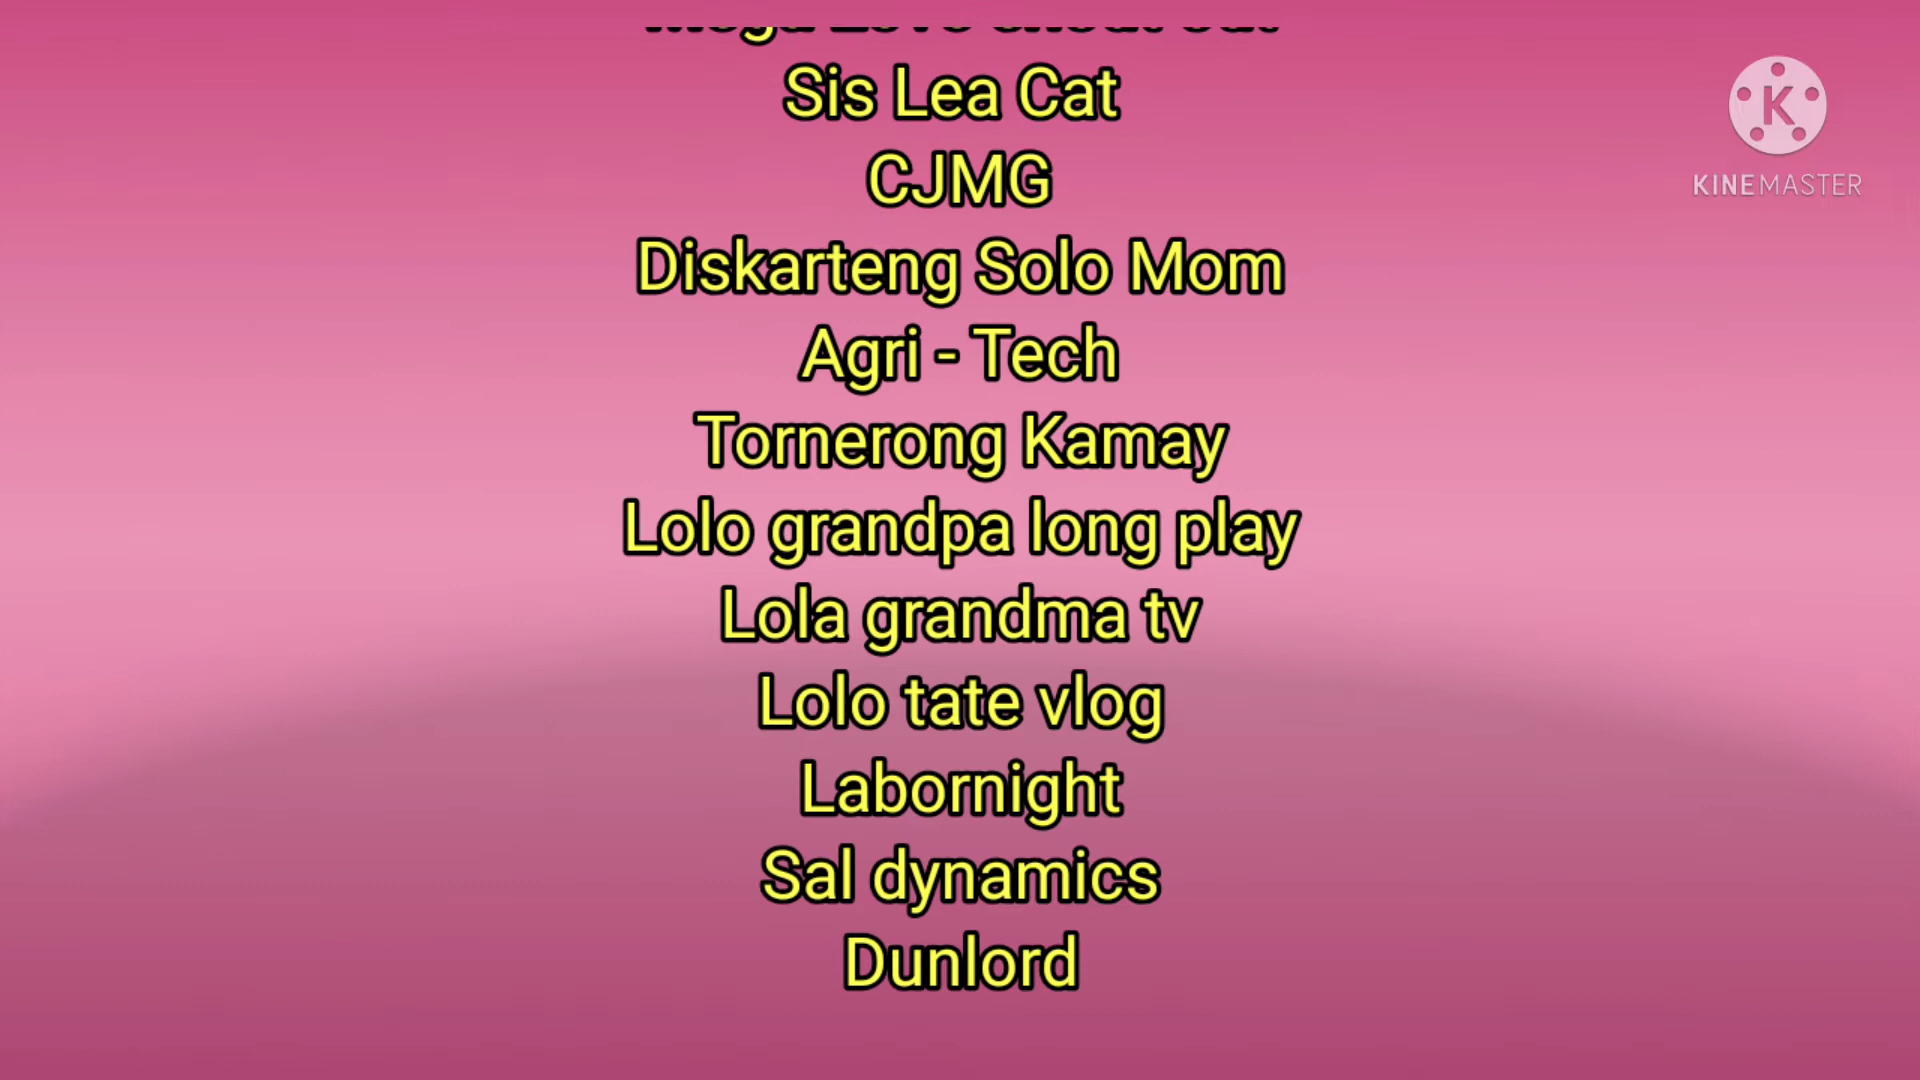 Sis Lea Cat
CJMG
Diskarteng Solo Mom
Agri - Tech
Tornerong Kamay
Lolo grandpa long play
Lola grandma tv
Lolo tate vlog
Labornight
Sal dynamics
Dunlord
K
KINEMASTER